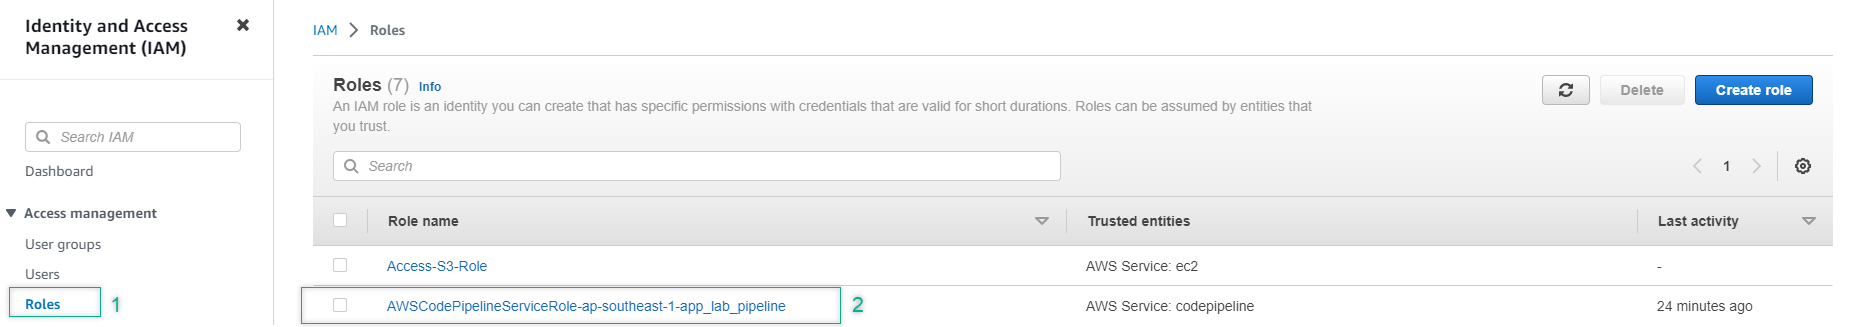 Identity and Access
Management (IAM)
Search IAM
Dashboard
Access management
User groups
Users
Roles
1
IAM > Roles
Roles (7) Info
An IAM role is an identity you can create that has specific permissions with credentials that are valid for short durations. Roles can be assumed by entities that
you trust.
Delete
Create role
Search
1
Role name Trusted entities Last activity
Access-S3-Role AWS Service: ec2 -
AWSCodePipelineServiceRole-ap-southeast-1-app_lab_pipeline 2 AWS Service: codepipeline 24 minutes ago